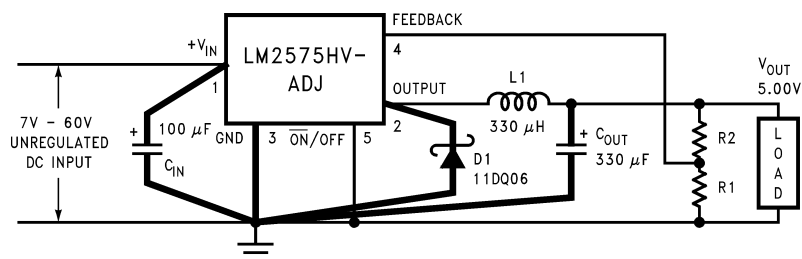 FEEDBACK
+VIN
LM2575HV-
ADJ
4
VOUT
5.00V
1
OUTPUT
L1
7V - 60V
UNREGULATED
DC INPUT
+
100 μF
CIN
GND
3
ON/OFF
5
2
330 μH
+
COUT
330 μF
D1
11DQ06
R2
R1
LOAD